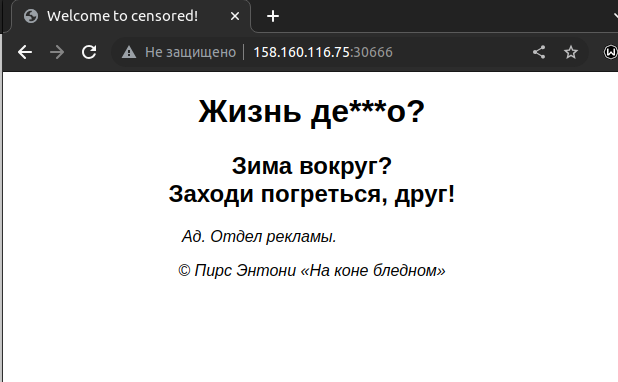 Welcome to censored!
Не защищено 158.160.116.75:30666
Жизнь де***о?
Зима вокруг?
Заходи погреться, друг!
Ад. Отдел рекламы.
© Пирс Энтони «На коне бледном»